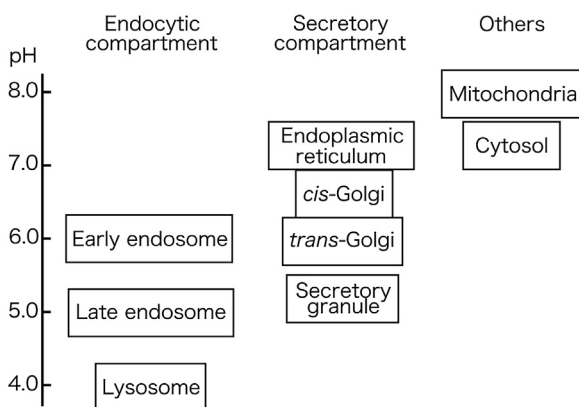 Endocytic
compartment
Secretory
compartment
Others
pH
8.0
7.0
6.0
5.0
4.0
Mitochondria
Endoplasmic
reticulum
Cytosol
cis-Golgi
Early endosome
trans-Golgi
Late endosome
Secretory
granule
Lysosome